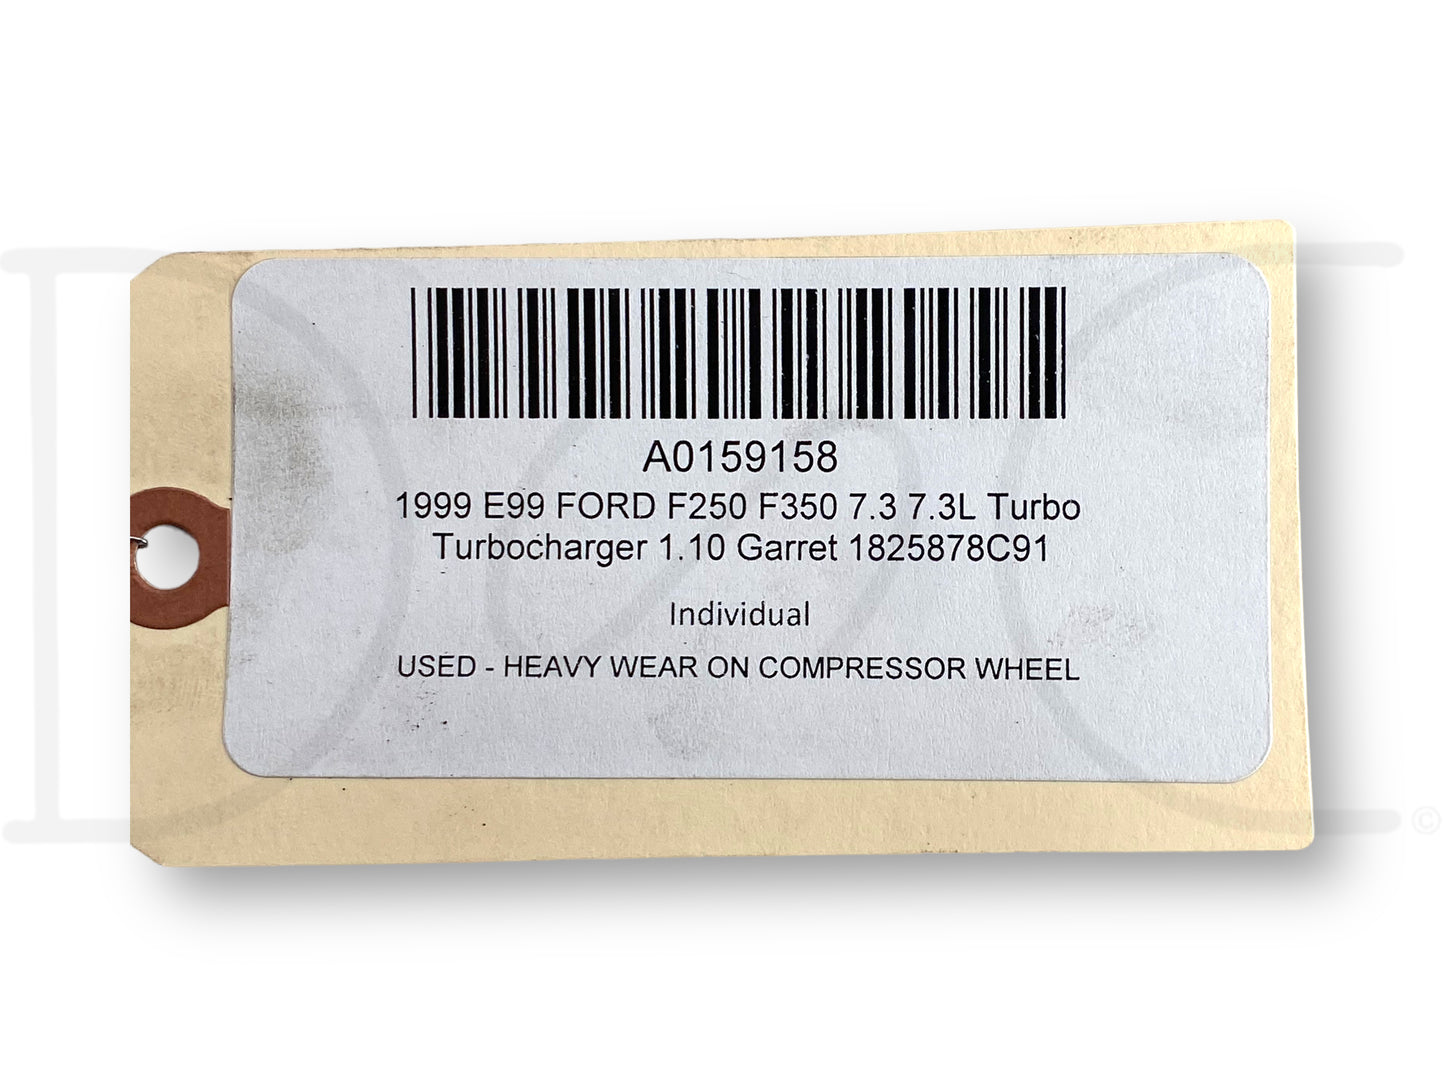 A0159158
1999 E99 FORD F250 F350 7.3 7.3L Turbo
Turbocharger 1.10 Garret 1825878C91
Individual
USED - HEAVY WEAR ON COMPRESSOR WHEEL
©